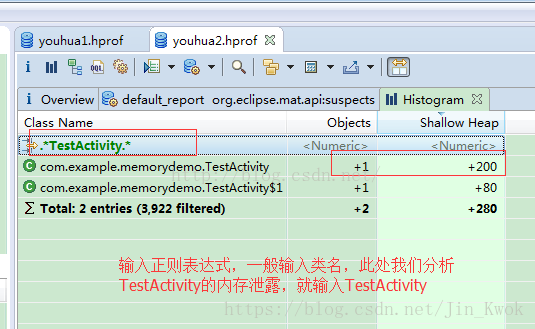 youhua1.hprof youhua2.hprof
i SQL
i Overview default_report org.eclipse.mat.api:suspects Histogram
Class Name Objects Shallow Heap
.*TestActivity.* <Numeric> <Numeric>
com.example.memorydemo.TestActivity +1 +200
com.example.memorydemo.TestActivity$1 +1 +80
Σ Total: 2 entries (3,922 filtered) +2 +280
http://blog.csdn.net/
输入正则表达式，一般输入类名，此处我们分析
TestActivity的内存泄露，就输入TestActivity
https://blog.csdn.net/Jin_Kwok